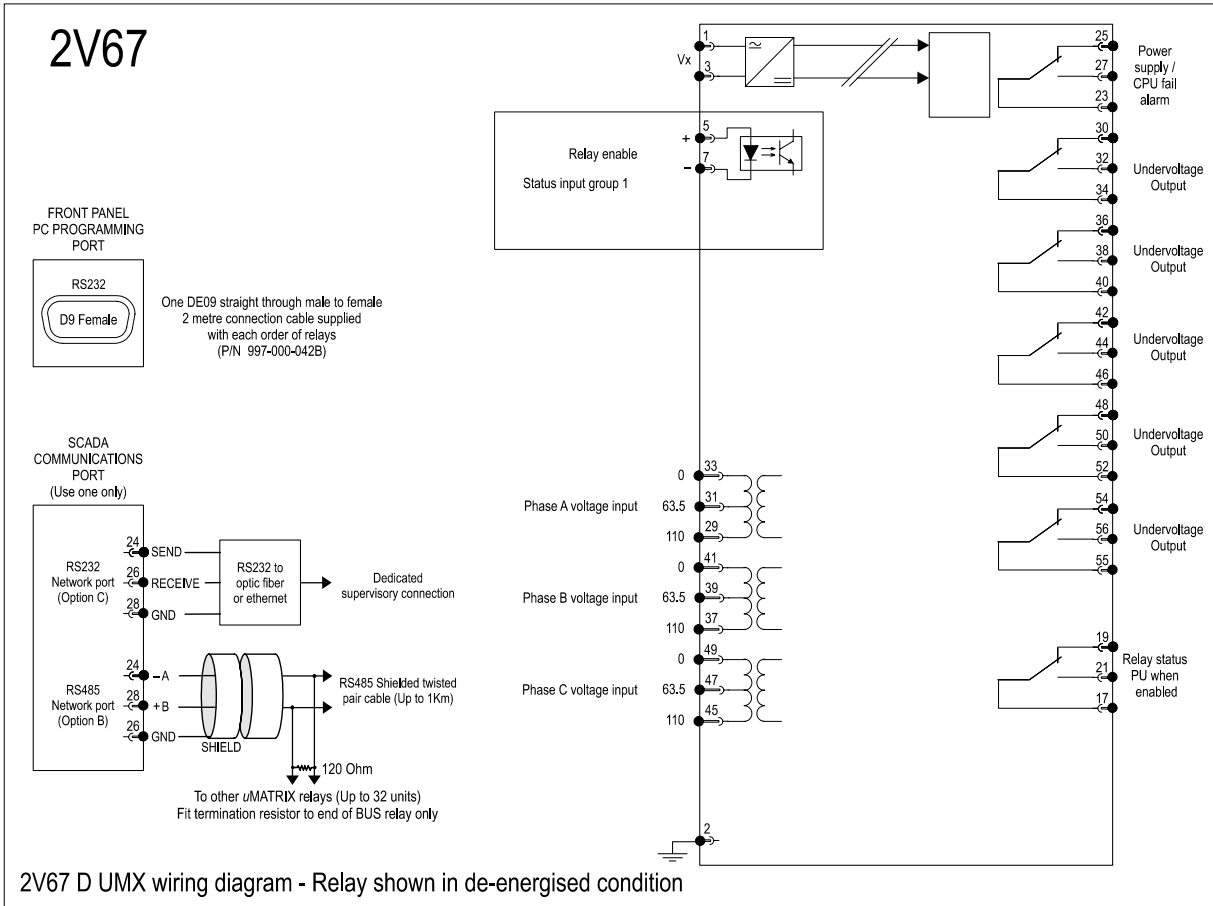 2V67
FRONT PANEL
PC PROGRAMMING
PORT
RS232
D9 Female
One DE09 straight through male to female
2 metre connection cable supplied
with each order of relays
(P/N 997-000-042B)
SCADA
COMMUNICATIONS
PORT
(Use one only)
RS232
Network port
(Option C)
24
SEND
26
RECEIVE
28
GND
RS232 to
optic fiber
or ethernet
Dedicated
supervisory connection
RS485
Network port
(Option B)
24
−A
28
+B
26
GND
SHIELD
RS485 Shielded twisted
pair cable (Up to 1Km)
120 Ohm
To other uMATRIX relays (Up to 32 units)
Fit termination resistor to end of BUS relay only
Vx
1
3
Relay enable
Status input group 1
+
5
−
7
Phase A voltage input
0
33
63.5
31
110
29
Phase B voltage input
0
41
63.5
39
110
37
Phase C voltage input
0
49
63.5
47
110
45
2
25
27
23
Power
supply /
CPU fail
alarm
30
32
34
Undervoltage
Output
36
38
40
Undervoltage
Output
42
44
46
Undervoltage
Output
48
50
52
Undervoltage
Output
54
56
55
Undervoltage
Output
19
21
17
Relay status
PU when
enabled
2V67 D UMX wiring diagram - Relay shown in de-energised condition